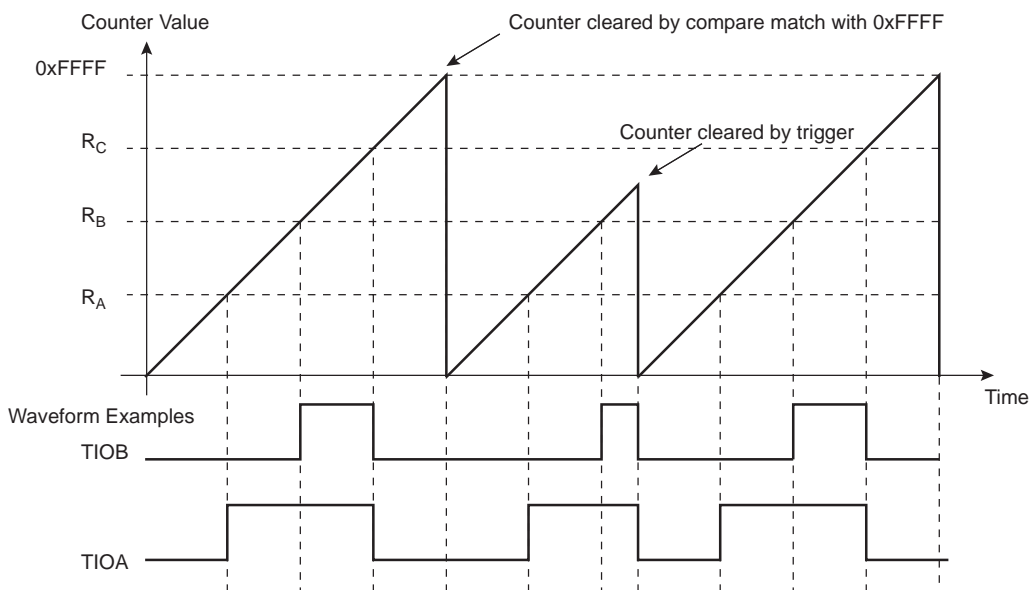 Counter Value
Counter cleared by compare match with 0xFFFF
0xFFFF
RC
Counter cleared by trigger
RB
RA
Time
Waveform Examples
TIOB
TIOA